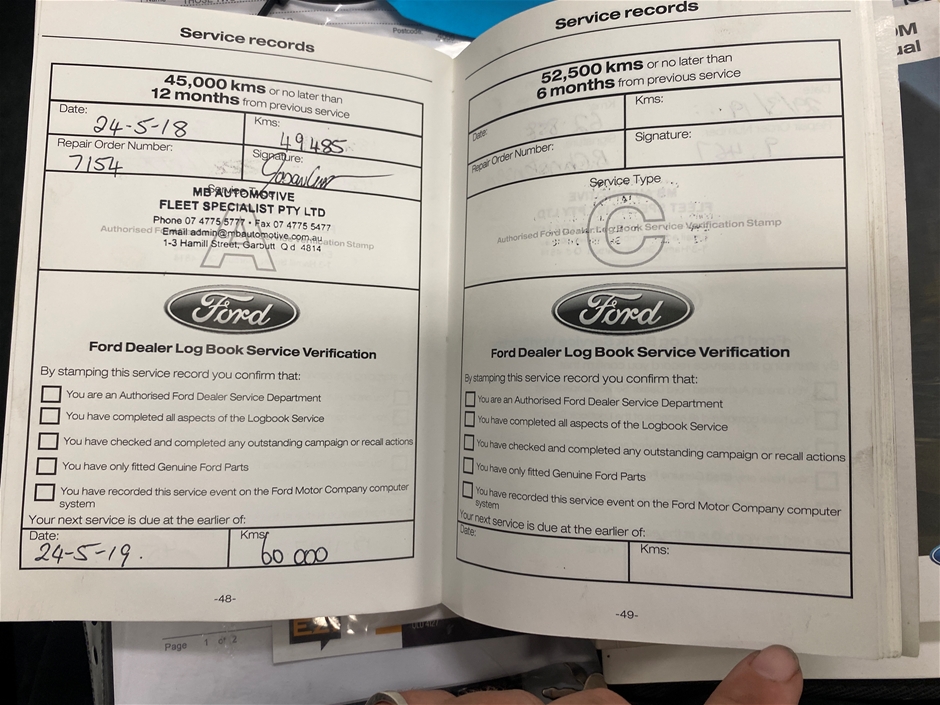 Postcode
Service records
45,000 kms or no later than
12 months from previous service
Date:
24-5-18
Kms:
49485
Repair Order Number:
7154
Signature:
MB AUTOMOTIVE
FLEET SPECIALIST PTY LTD
Phone 07 4775 5777 • Fax 07 4775 5477
Email admin@mbautomotive.com.au
1-3 Hamill Street, Garbutt Qld 4814
A
Ford
Ford Dealer Log Book Service Verification
By stamping this service record you confirm that:
You are an Authorised Ford Dealer Service Department
You have completed all aspects of the Logbook Service
You have checked and completed any outstanding campaign or recall actions
You have only fitted Genuine Ford Parts
You have recorded this service event on the Ford Motor Company computer
system
Your next service is due at the earlier of:
Date:
24-5-19.
Kms:
60 000
-48-
Service records
52,500 kms or no later than
6 months from previous service
Date:
Kms:
Repair Order Number:
Signature:
Service Type
Authorised Ford Dealer Log Book Service Verification Stamp
C
Ford
Ford Dealer Log Book Service Verification
By stamping this service record you confirm that:
You are an Authorised Ford Dealer Service Department
You have completed all aspects of the Logbook Service
You have checked and completed any outstanding campaign or recall actions
You have only fitted Genuine Ford Parts
You have recorded this service event on the Ford Motor Company computer
system
Your next service is due at the earlier of:
Date:
Kms:
-49-
Page 1 of 2